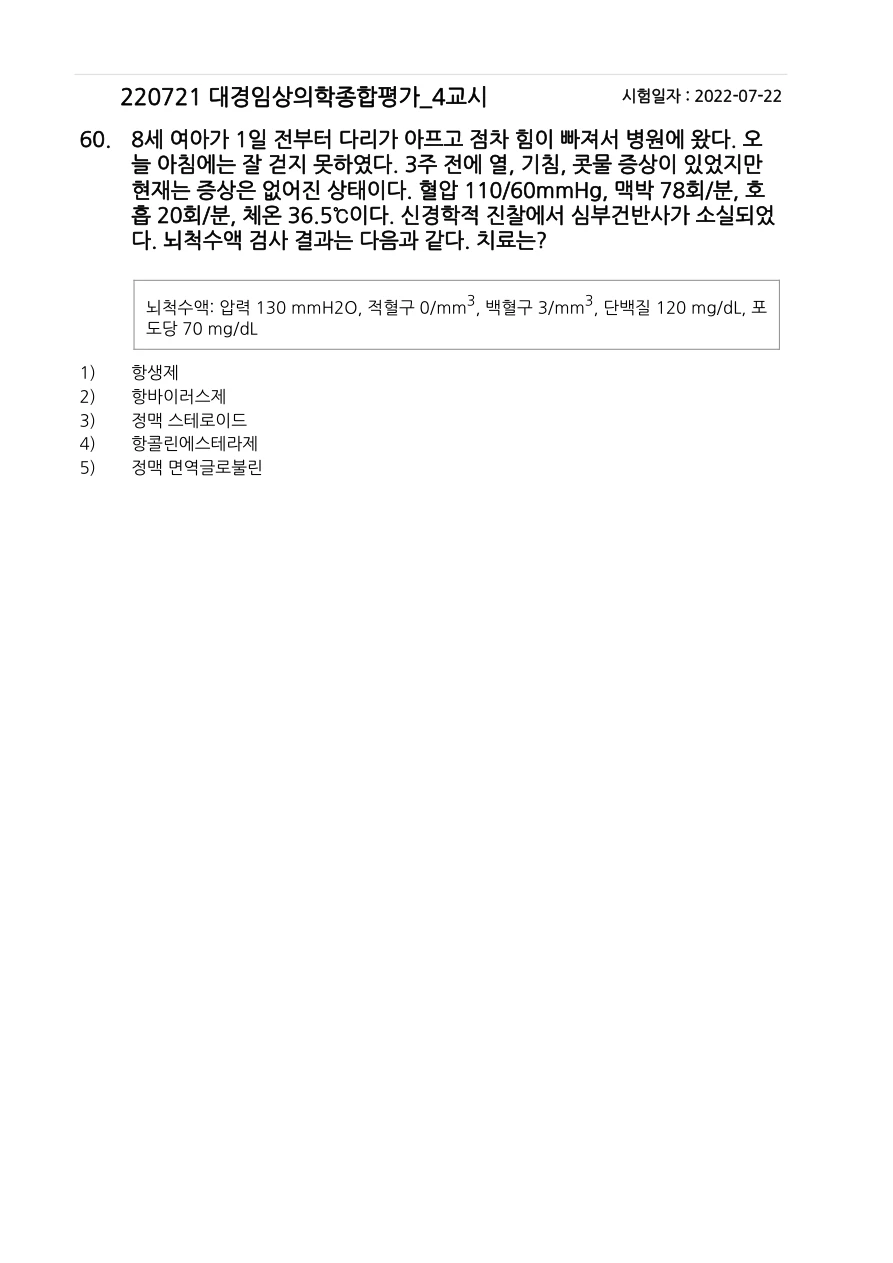 220721 대경임상의학종합평가_4교시 시험일자 : 2022-07-22
60. 8세 여아가 1일 전부터 다리가 아프고 점차 힘이 빠져서 병원에 왔다. 오
늘 아침에는 잘 걷지 못하였다. 3주 전에 열, 기침, 콧물 증상이 있었지만
현재는 증상은 없어진 상태이다. 혈압 110/60mmHg, 맥박 78회/분, 호
흡 20회/분, 체온 36.5℃이다. 신경학적 진찰에서 심부건반사가 소실되었
다. 뇌척수액 검사 결과는 다음과 같다. 치료는?
뇌척수액: 압력 130 mmH2O, 적혈구 0/mm³, 백혈구 3/mm³, 단백질 120 mg/dL, 포
도당 70 mg/dL
1) 항생제
2) 항바이러스제
3) 정맥 스테로이드
4) 항콜린에스테라제
5) 정맥 면역글로불린